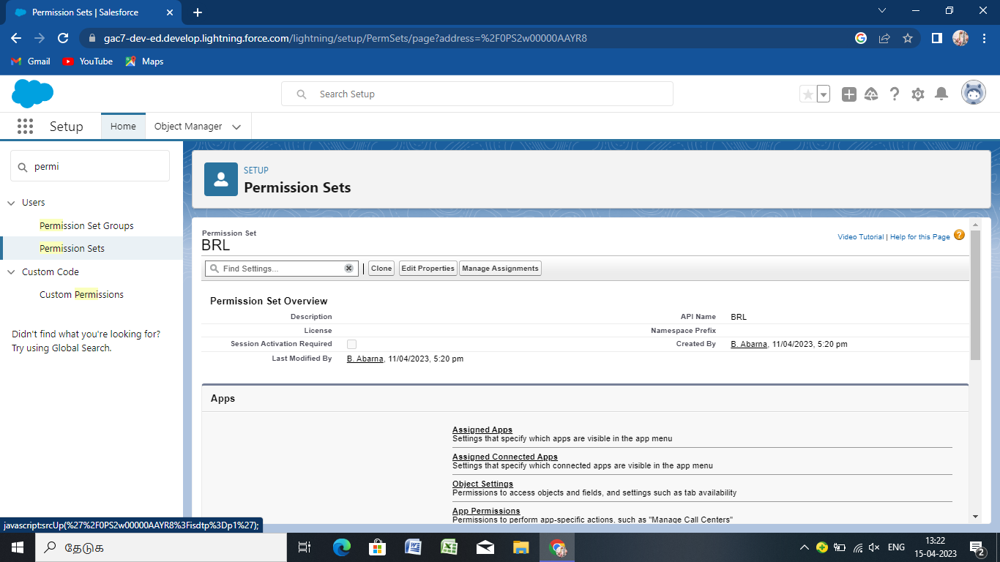 Permission Sets | Salesforce
gac7-dev-ed.develop.lightning.force.com/lightning/setup/PermSets/page?address=%2F0PS2w00000AAYR8
Gmail YouTube Maps
Search Setup
Setup Home Object Manager
permi
Users
Permission Set Groups
Permission Sets
Custom Code
Custom Permissions
Didn't find what you're looking for?
Try using Global Search.
SETUP
Permission Sets
Permission Set
BRL
Video Tutorial | Help for this Page
Find Settings... | Clone Edit Properties Manage Assignments
Permission Set Overview
Description API Name BRL
License Namespace Prefix
Session Activation Required Created By B. Abarna, 11/04/2023, 5:20 pm
Last Modified By B. Abarna, 11/04/2023, 5:20 pm
Apps
Assigned Apps
Settings that specify which apps are visible in the app menu
Assigned Connected Apps
Settings that specify which connected apps are visible in the app menu
Object Settings
Permissions to access objects and fields, and settings such as tab availability
App Permissions
Permissions to perform app-specific actions, such as "Manage Call Centers"
javascript:srcUp(%27%2F0PS2w00000AAYR8%3Fisdtp%3Dp1%27);
தேடுக
ENG
13:22
15-04-2023
2